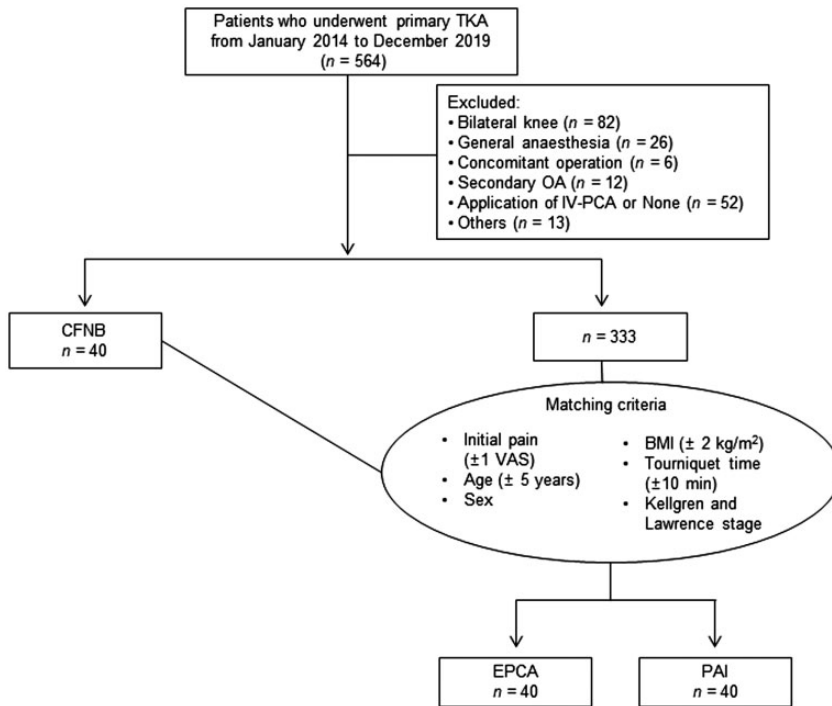 Patients who underwent primary TKA
from January 2014 to December 2019
(n = 564)
Excluded:
• Bilateral knee (n = 82)
• General anaesthesia (n = 26)
• Concomitant operation (n = 6)
• Secondary OA (n = 12)
• Application of IV-PCA or None (n = 52)
• Others (n = 13)
CFNB
n = 40
n = 333
Matching criteria
• Initial pain
(±1 VAS)
• Age (± 5 years)
• Sex
• BMI (± 2 kg/m²)
• Tourniquet time
(±10 min)
• Kellgren and
Lawrence stage
EPCA
n = 40
PAI
n = 40